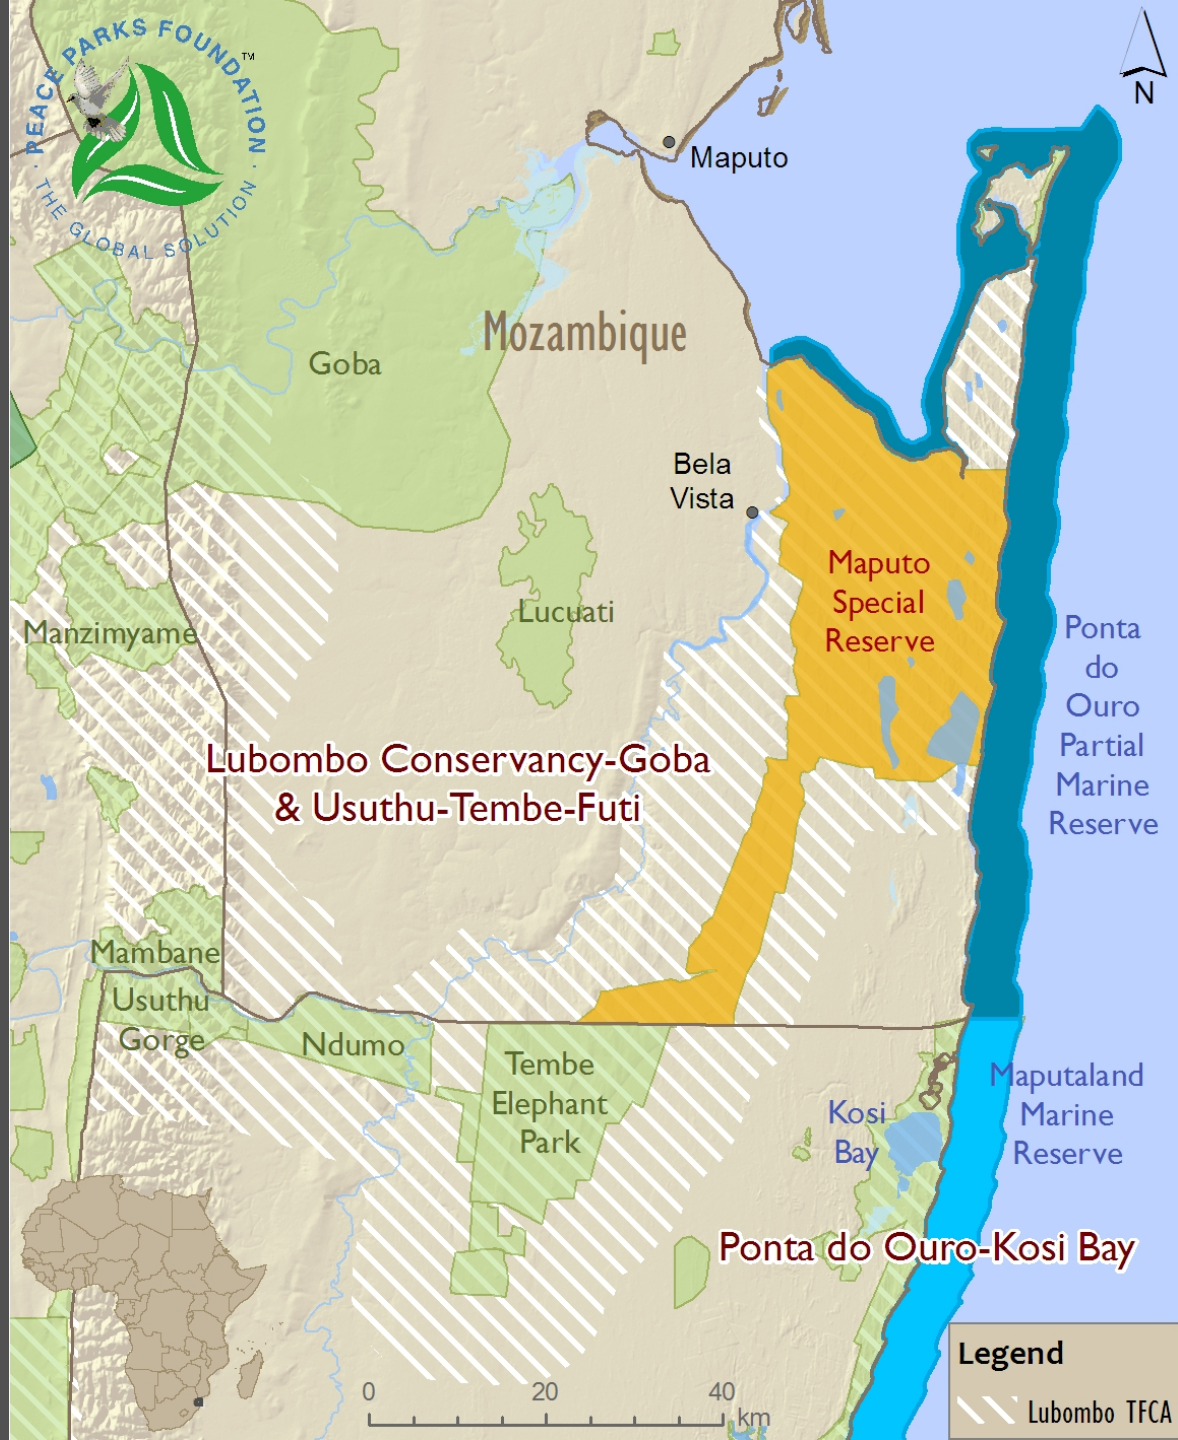 PEACE PARKS FOUNDATION
TM
· THE GLOBAL SOLUTION ·
N
Maputo
Mozambique
Goba
Bela
Vista
Maputo
Special
Reserve
Lucuati
Manzimyame
Ponta
do
Ouro
Partial
Marine
Reserve
Lubombo Conservancy-Goba
& Usuthu-Tembe-Futi
Mambane
Usuthu
Gorge
Ndumo
Tembe
Elephant
Park
Kosi
Bay
Maputaland
Marine
Reserve
Ponta do Ouro-Kosi Bay
Legend
Lubombo TFCA
0 20 40
km